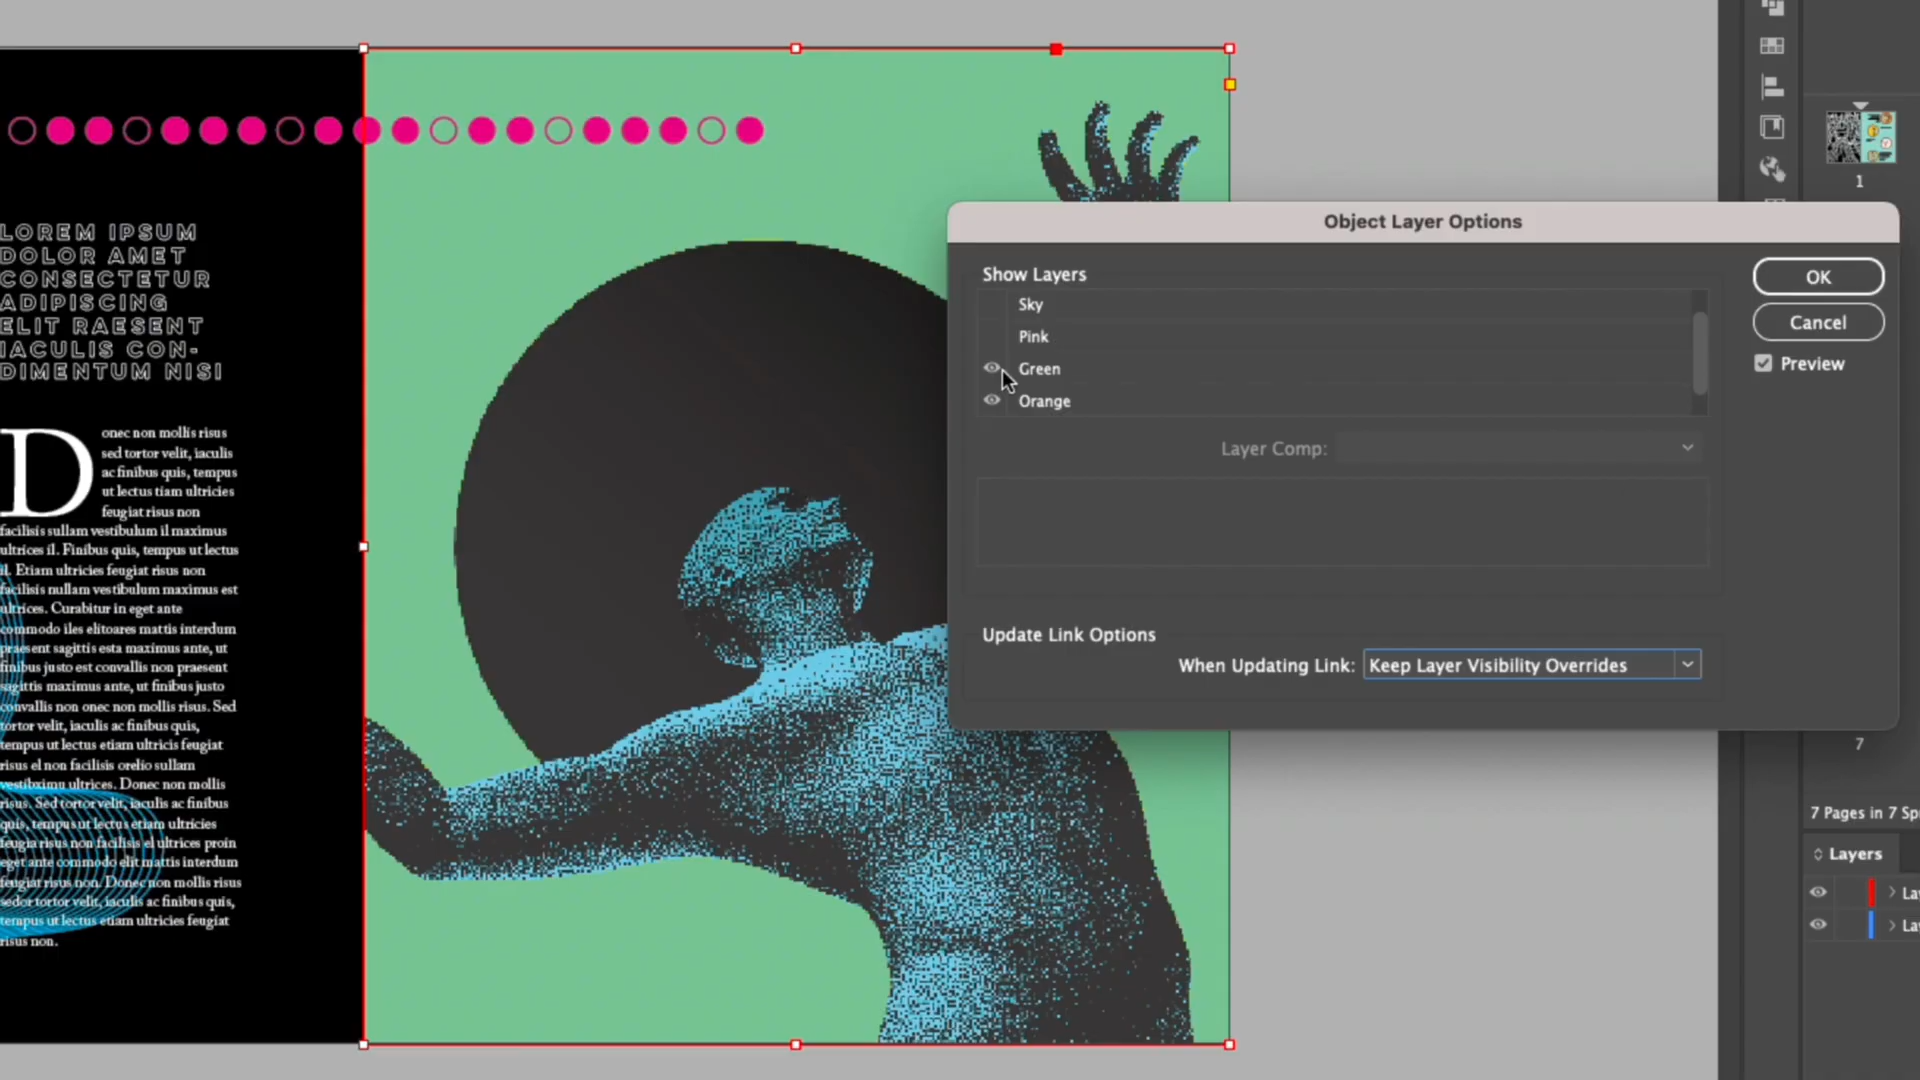 LOREM IPSUM
DOLOR AMET
CONSECTETUR
ADIPISCING
ELIT RAESENT
IACULIS CON-
DIMENTUM NISI
Donec non mollis risus
sed tortor velit, iaculis
ac finibus quis, tempus
ut lectus tiam ultricies
feugiat risus non
facilisis sullam vestibulum il maximus
ultrices il. Finibus quis, tempus ut lectus
il. Etiam ultricies feugiat risus non
facilisis nullam vestibulum maximus est
ultrices. Curabitur in eget ante
commodo iles elitoares mattis interdum
praesent sagittis esta maximus ante, ut
finibus justo est convallis non praesent
sagittis maximus ante, ut finibus justo
convallis non onec non mollis risus. Sed
tortor velit, iaculis ac finibus quis,
tempus ut lectus etiam ultricis feugiat
risus el non facilisis orelio sullam
vestibximu ultrices. Donec non mollis
risus. Sed tortor velit, iaculis ac finibus
quis, tempus ut lectus etiam ultricies
feugia risus non facilisis el ultrices proin
eget ante commodo elit mattis interdum
feugiat risus non. Donec non mollis risus
sedor tortor velit, iaculis ac finibus quis,
tempus ut lectus etiam ultricies feugiat
risus non.
Object Layer Options
Show Layers
Sky
Pink
Green
Orange
Layer Comp:
Update Link Options
When Updating Link: Keep Layer Visibility Overrides
OK
Cancel
Preview
1
7
7 Pages in 7 Sp
Layers
La
La